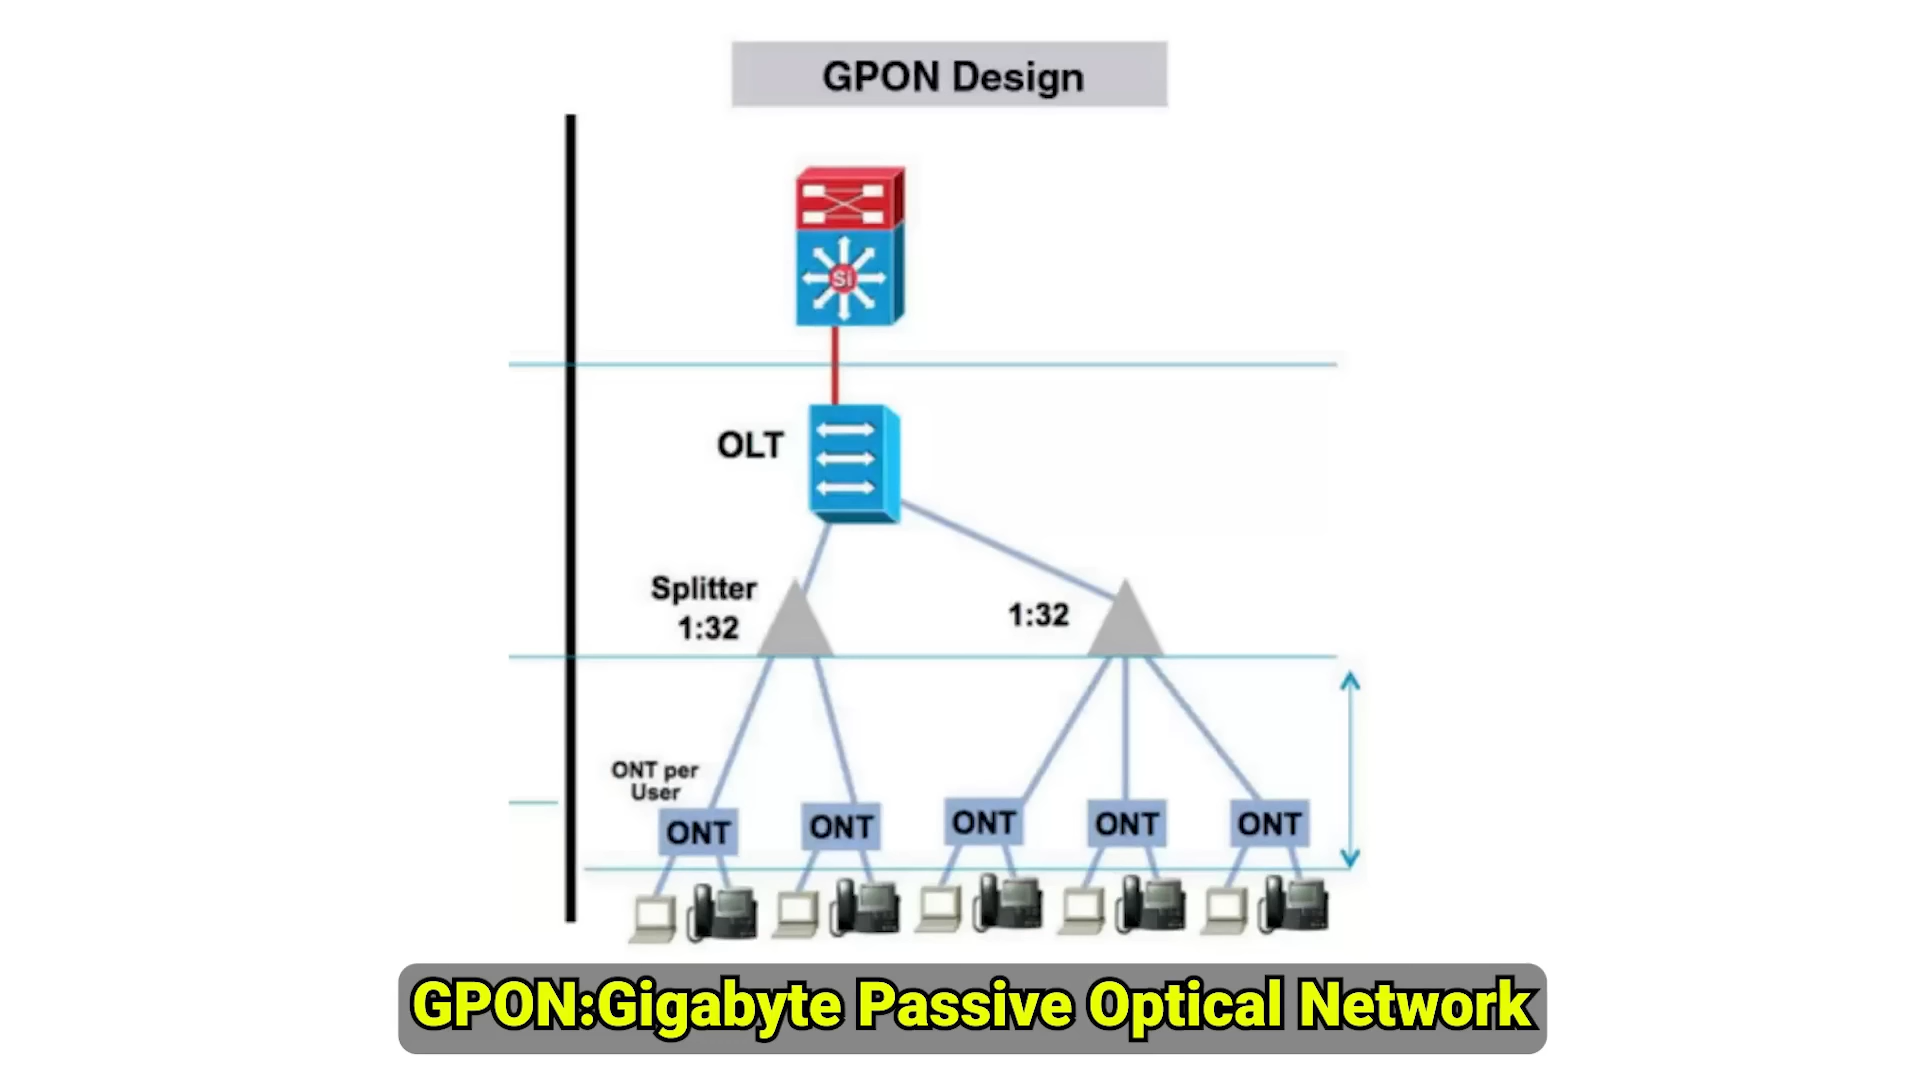 GPON Design
Si
OLT
Splitter
1:32
1:32
ONT per
User
ONT
ONT
ONT
ONT
ONT
GPON:Gigabyte Passive Optical Network